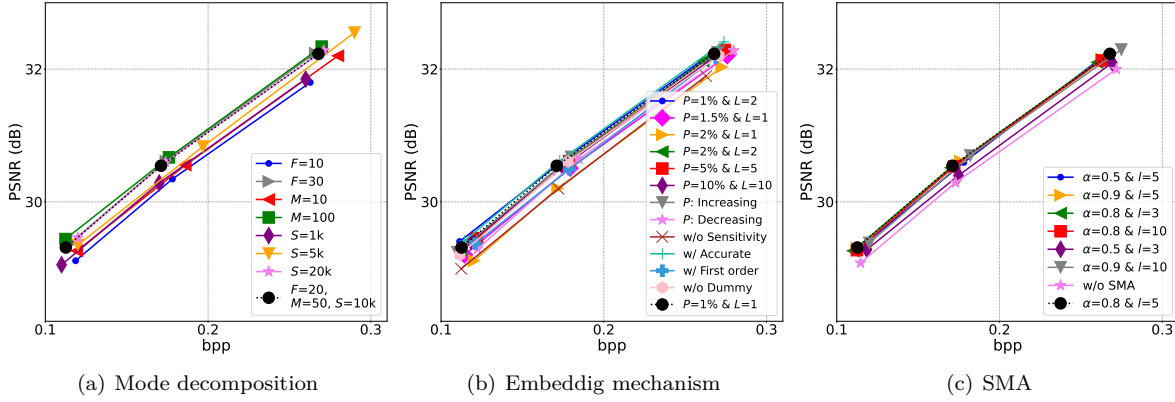 PSNR (dB)
32
30
0.1
0.2
0.3
bpp
F=10
F=30
M=10
M=100
S=1k
S=5k
S=20k
F=20,
M=50, S=10k
(a) Mode decomposition
PSNR (dB)
32
30
0.1
0.2
0.3
bpp
P=1% & L=2
P=1.5% & L=1
P=2% & L=1
P=2% & L=2
P=5% & L=5
P=10% & L=10
P: Increasing
P: Decreasing
w/o Sensitivity
w/ Accurate
w/ First order
w/o Dummy
P=1% & L=1
(b) Embeddig mechanism
PSNR (dB)
32
30
0.1
0.2
0.3
bpp
α=0.5 & l=5
α=0.9 & l=5
α=0.8 & l=3
α=0.8 & l=10
α=0.5 & l=3
α=0.9 & l=10
w/o SMA
α=0.8 & l=5
(c) SMA